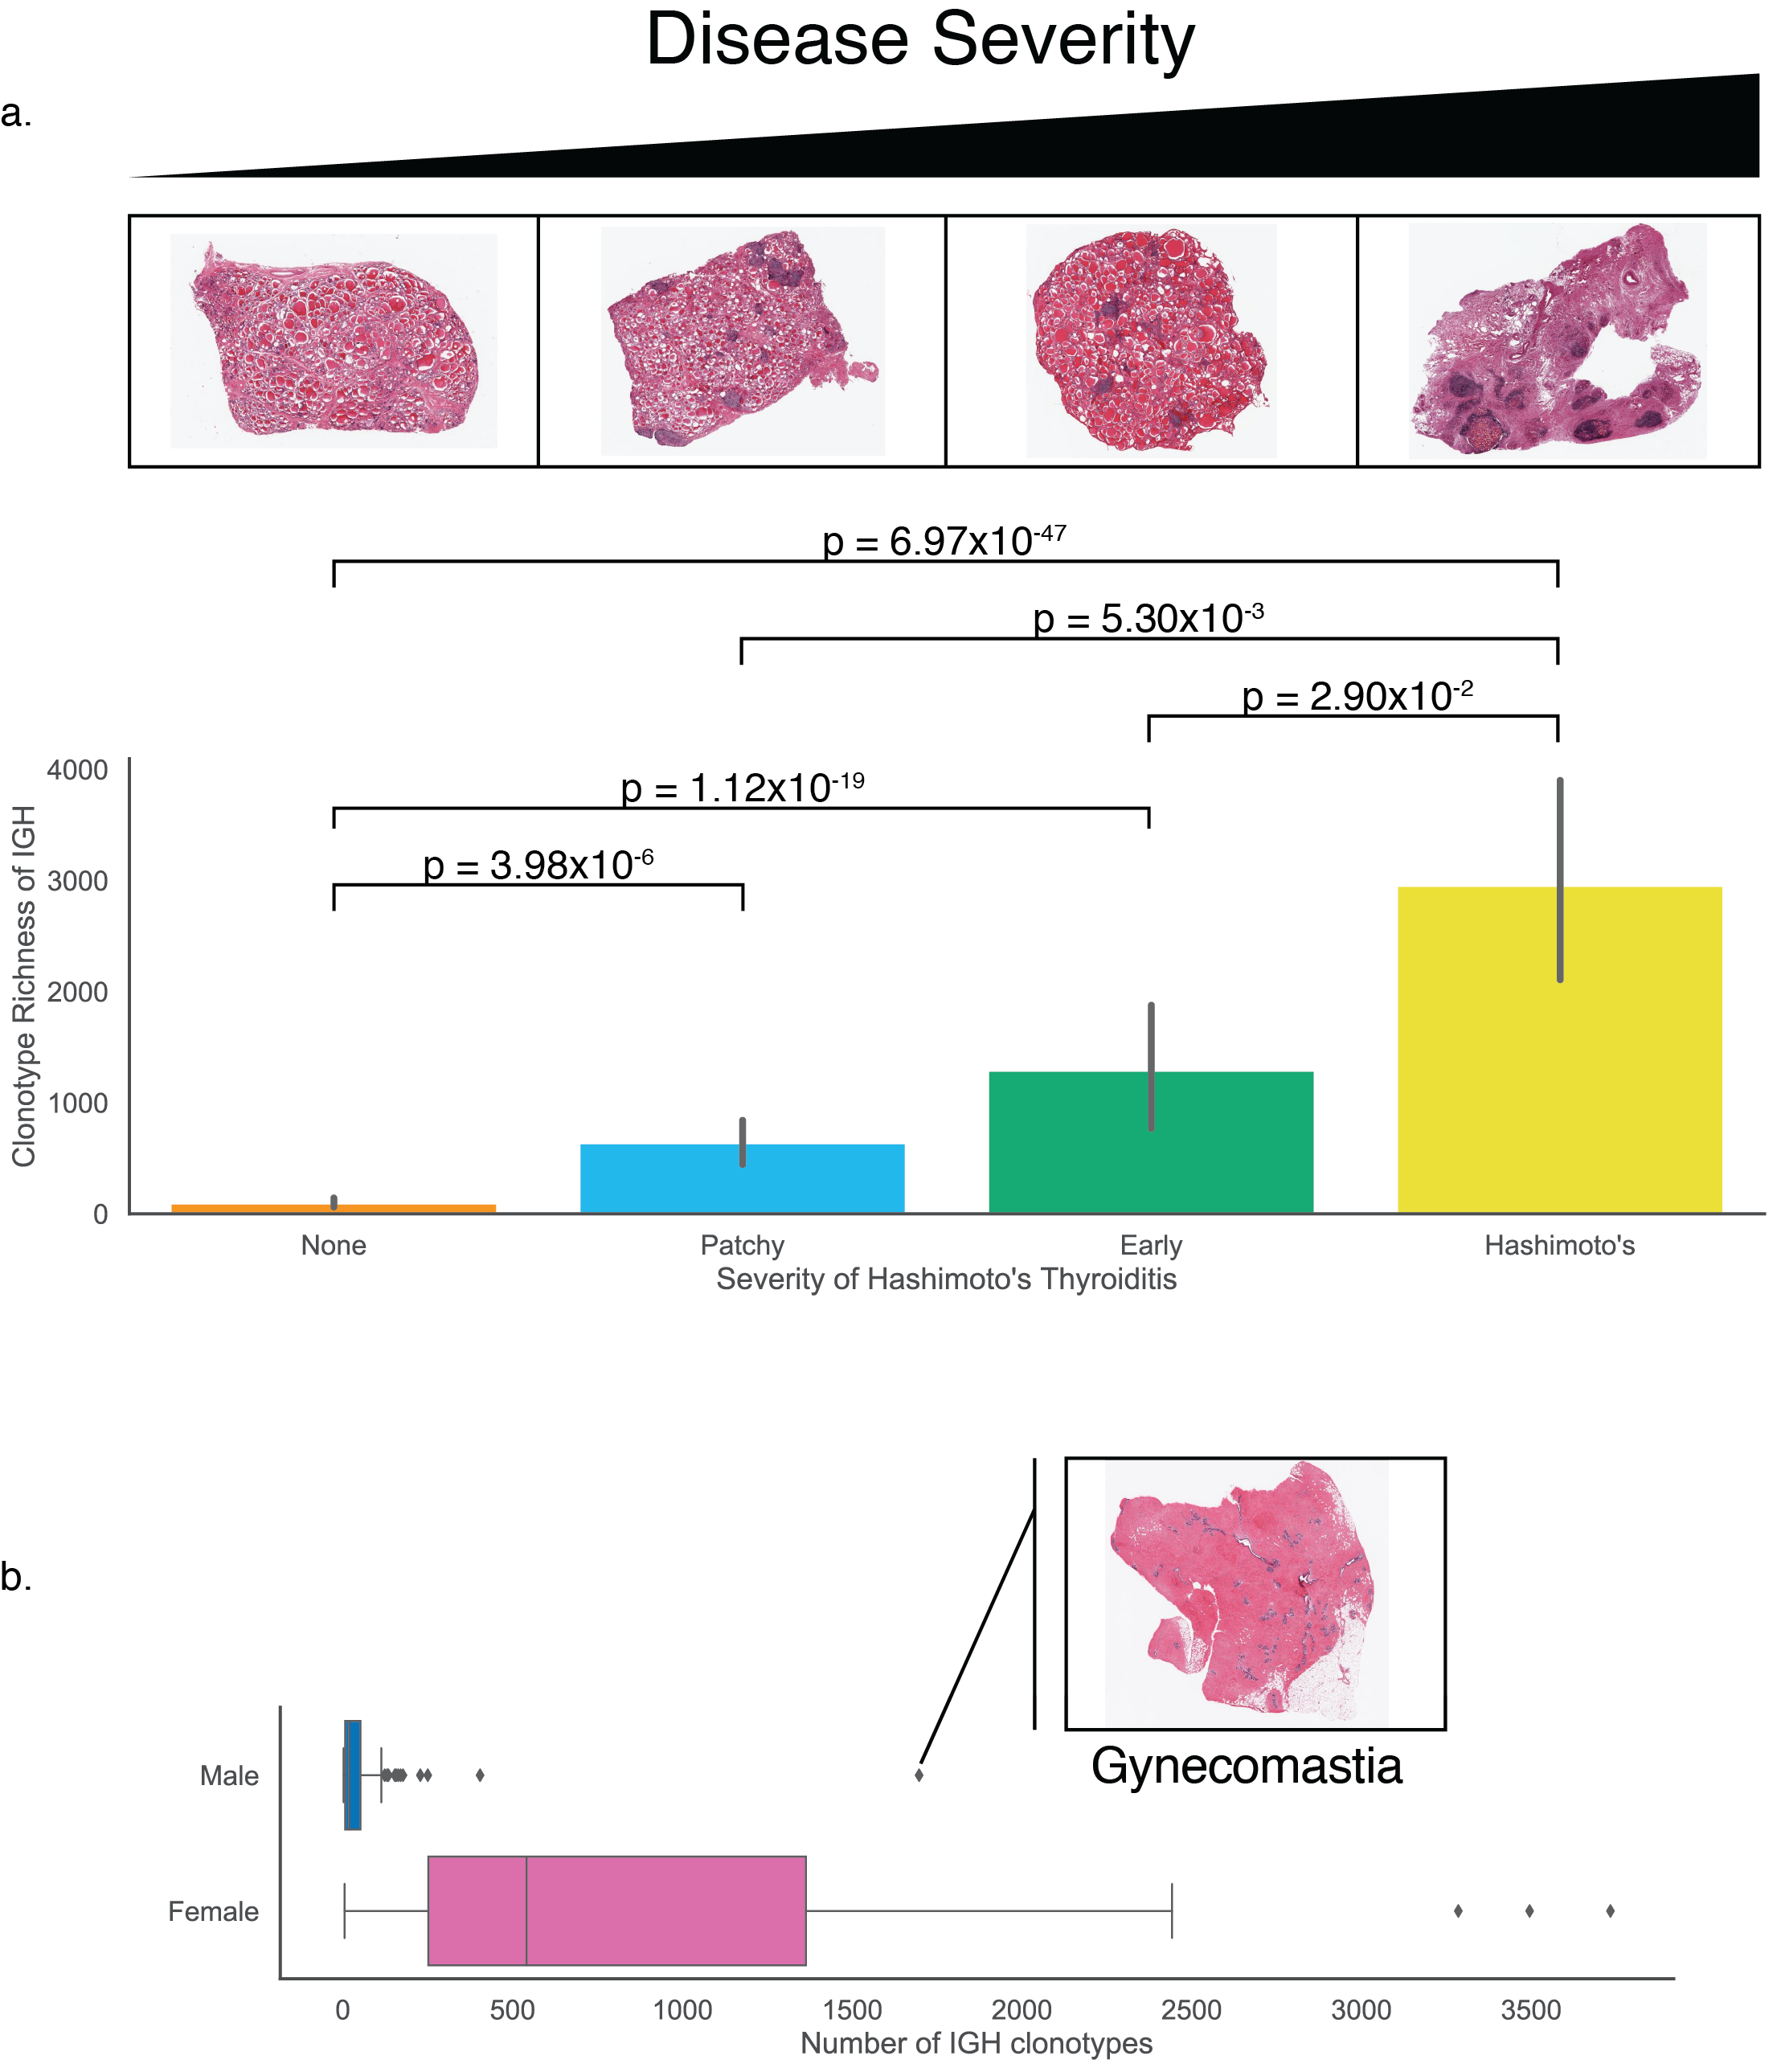 Disease Severity
a.
p = 6.97x10-47
p = 5.30x10-3
p = 2.90x10-2
p = 1.12x10-19
p = 3.98x10-6
Clonotype Richness of IGH
4000
3000
2000
1000
0
None Patchy Early Hashimoto's
Severity of Hashimoto's Thyroiditis
b.
Gynecomastia
Male
Female
0 500 1000 1500 2000 2500 3000 3500
Number of IGH clonotypes